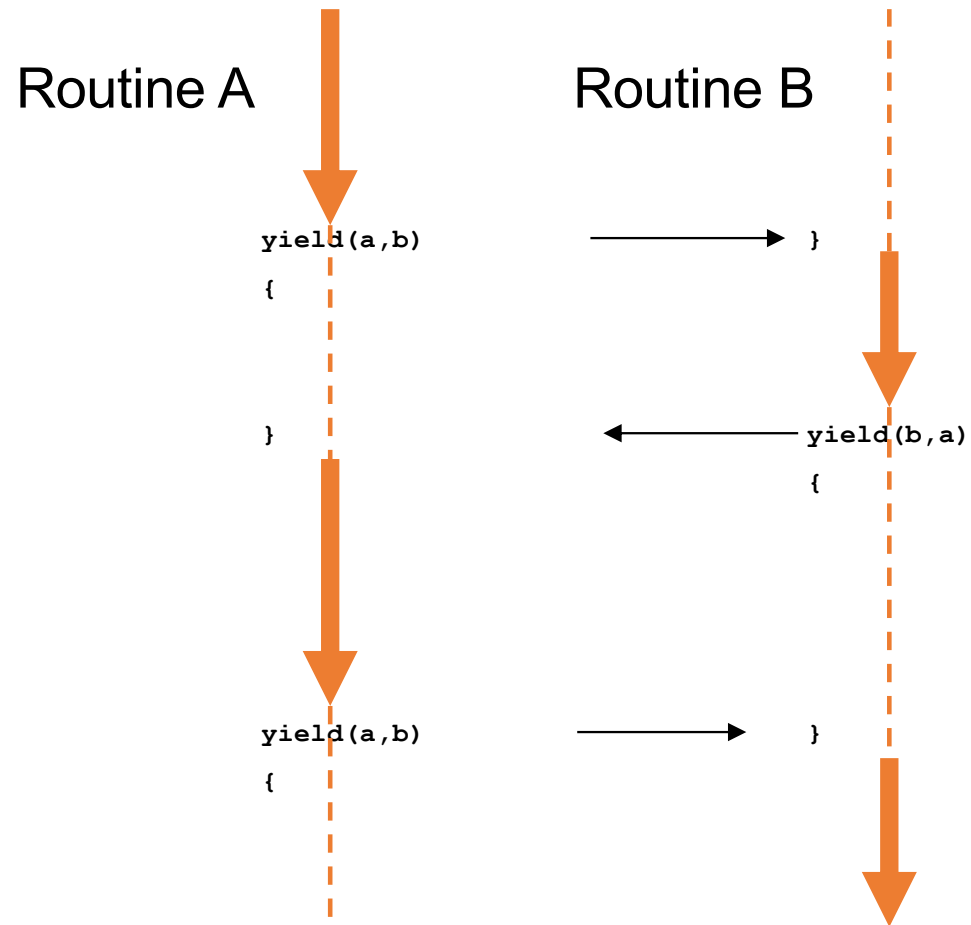 Routine A
Routine B
yield(a,b)
}
{
}
yield(b,a)
{
yield(a,b)
}
{